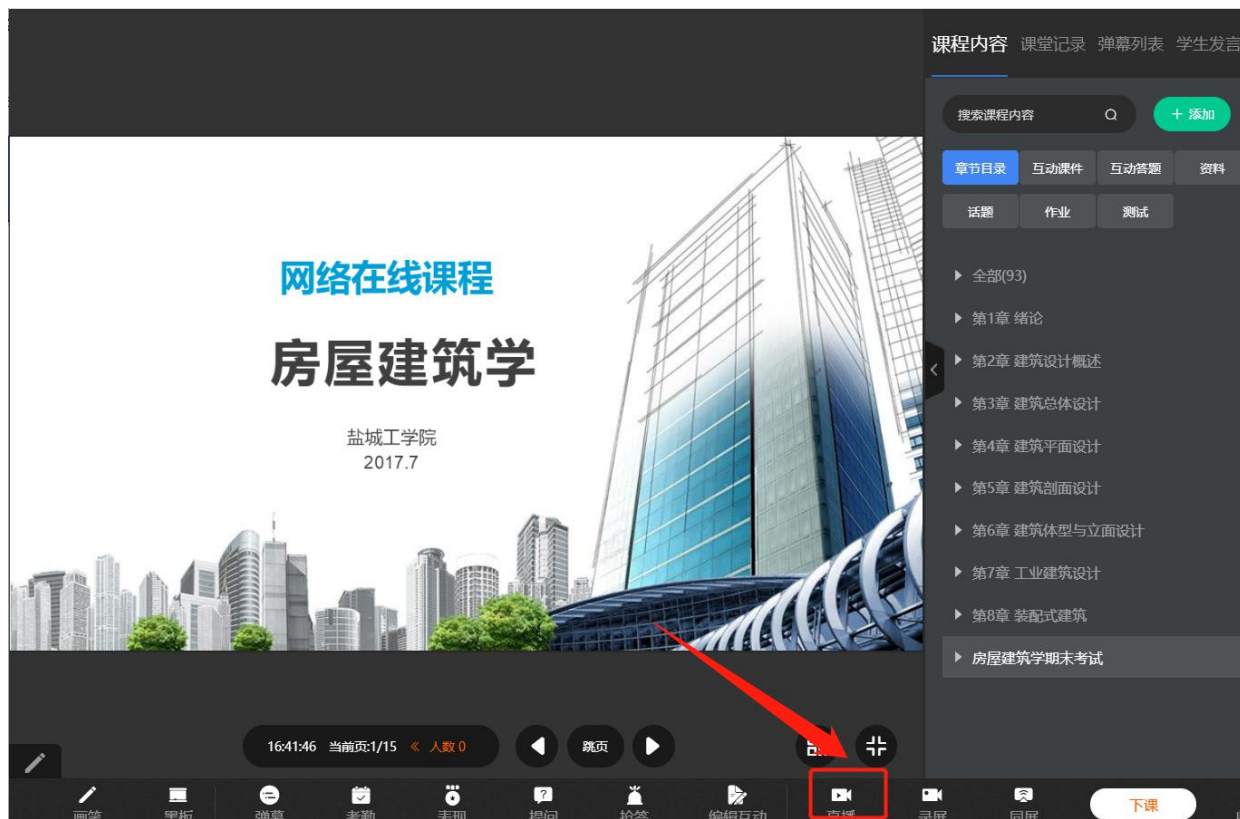 课程内容 课堂记录 弹幕列表 学生发言
搜索课程内容
+ 添加
章节目录 互动课件 互动答题 资料
话题 作业 测试
网络在线课程
房屋建筑学
盐城工学院
2017.7
全部(93)
第1章 绪论
第2章 建筑设计概述
第3章 建筑总体设计
第4章 建筑平面设计
第5章 建筑剖面设计
第6章 建筑体型与立面设计
第7章 工业建筑设计
第8章 装配式建筑
房屋建筑学期末考试
16:41:46 当前页:1/15 《 人数 0
跳页
画笔 黑板 弹幕 考勤 表现 提问 抢答 编辑互动 直播 录屏 同屏 下课